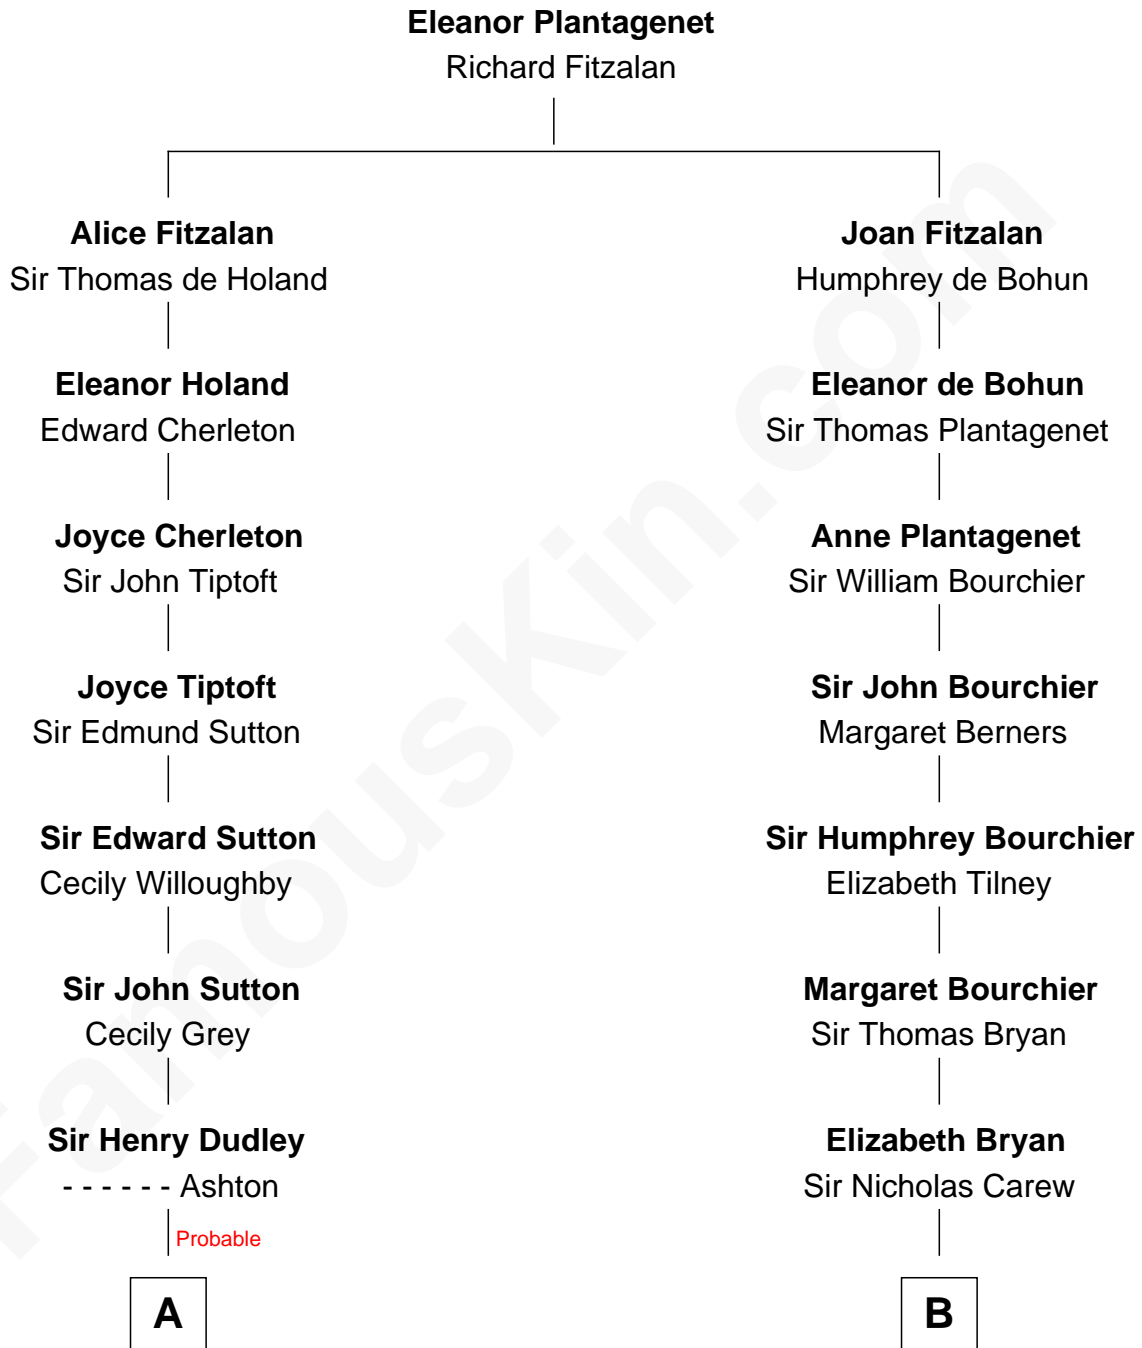 Eleanor Plantagenet
Richard Fitzalan
Alice Fitzalan
Sir Thomas de Holand
Eleanor Holand
Edward Cherleton
Joyce Cherleton
Sir John Tiptoft
Joyce Tiptoft
Sir Edmund Sutton
Sir Edward Sutton
Cecily Willoughby
Sir John Sutton
Cecily Grey
Sir Henry Dudley
- - - - - - Ashton
Probable
A
Joan Fitzalan
Humphrey de Bohun
Eleanor de Bohun
Sir Thomas Plantagenet
Anne Plantagenet
Sir William Bourchier
Sir John Bourchier
Margaret Berners
Sir Humphrey Bourchier
Elizabeth Tilney
Margaret Bourchier
Sir Thomas Bryan
Elizabeth Bryan
Sir Nicholas Carew
B
FamousKin.com